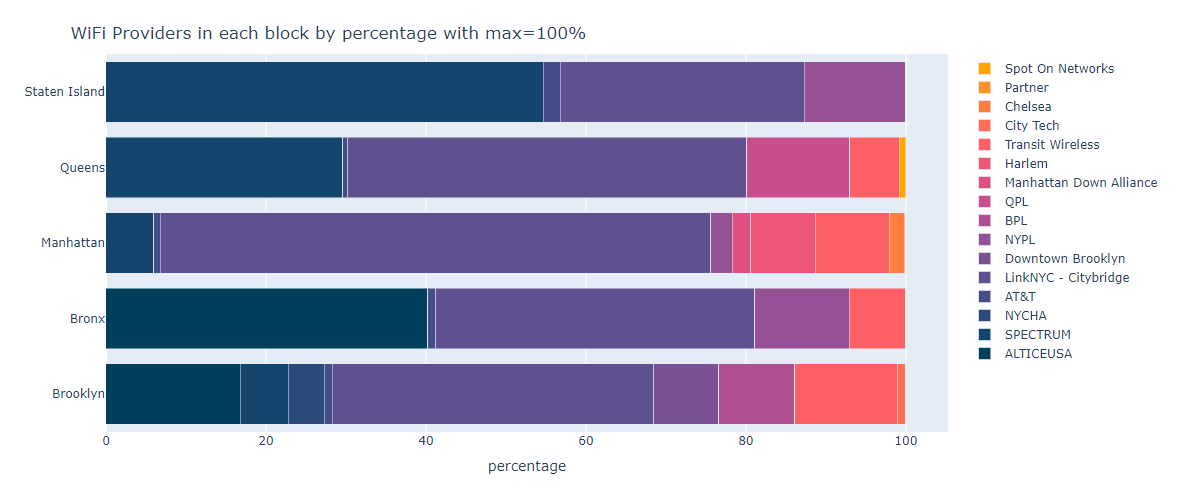 WiFi Providers in each block by percentage with max=100%
Staten Island
Queens
Manhattan
Bronx
Brooklyn
0 20 40 60 80 100
percentage
Spot On Networks
Partner
Chelsea
City Tech
Transit Wireless
Harlem
Manhattan Down Alliance
QPL
BPL
NYPL
Downtown Brooklyn
LinkNYC - Citybridge
AT&T
NYCHA
SPECTRUM
ALTICEUSA